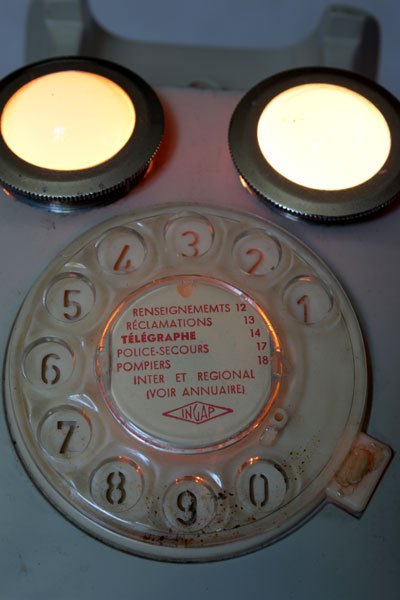 1
2
3
4
5
6
7
8
9
0
RENSEIGNEMEMTS 12
RÉCLAMATIONS 13
TÉLÉGRAPHE 14
POLICE-SECOURS 17
POMPIERS 18
INTER ET REGIONAL
(VOIR ANNUAIRE)
INGAP